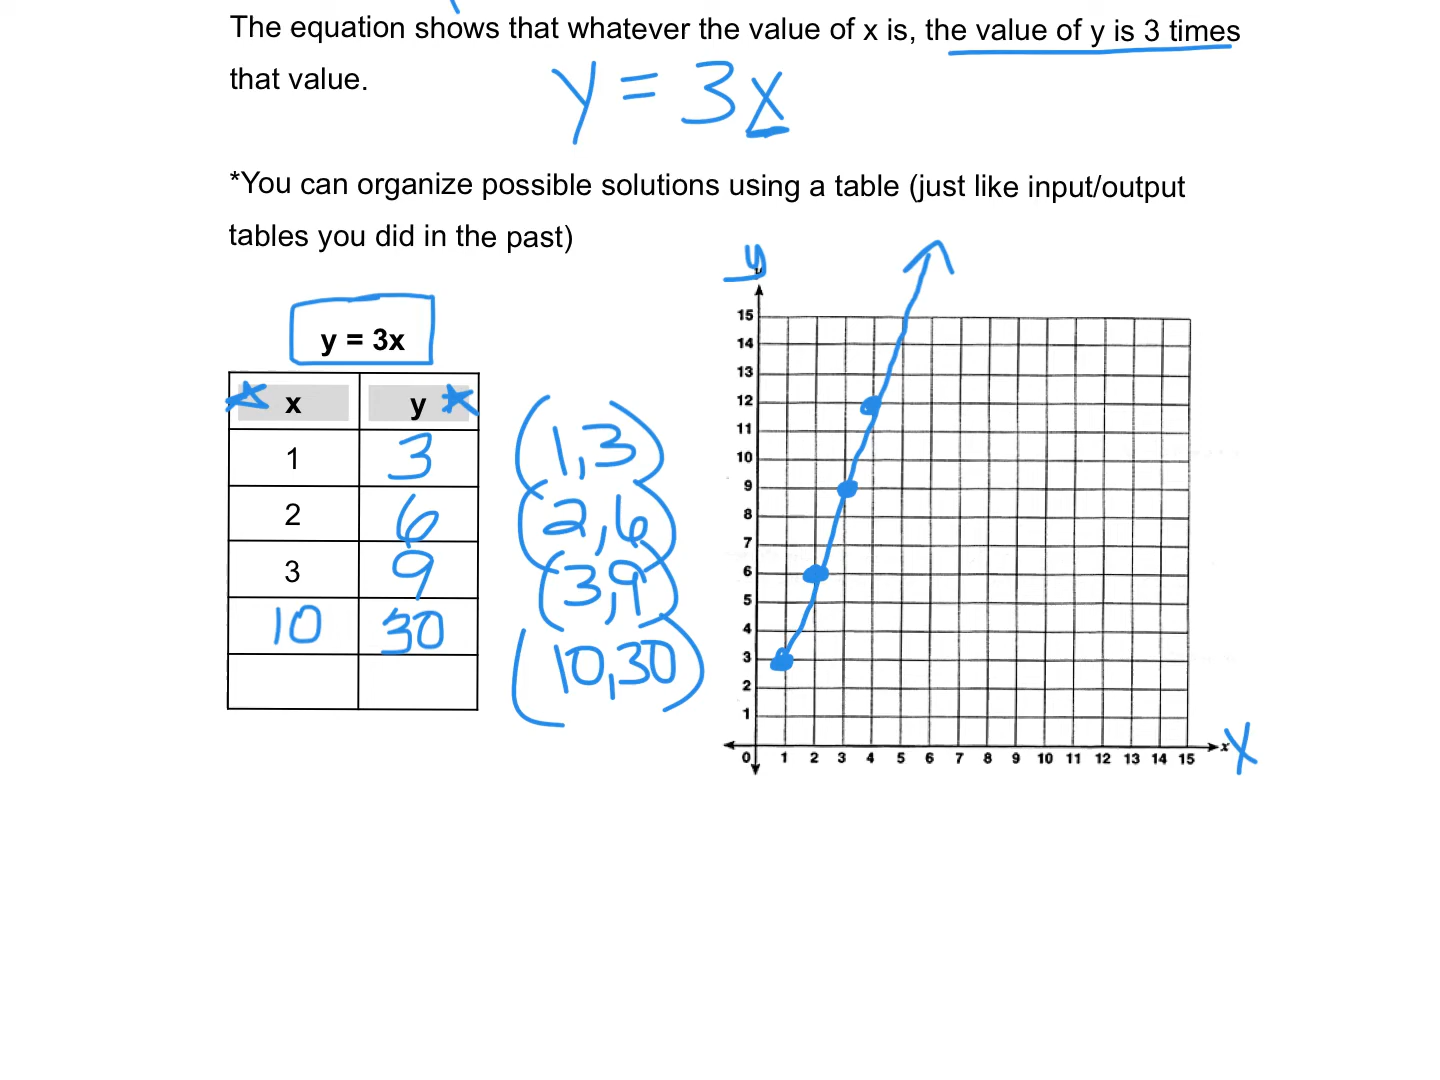 The equation shows that whatever the value of x is, the value of y is 3 times
that value.
y = 3x
*You can organize possible solutions using a table (just like input/output
tables you did in the past)
y = 3x
x y
1 3
2 6
3 9
10 30
(1,3)
(2,6)
(3,9)
(10,30)
y
15
14
13
12
11
10
9
8
7
6
5
4
3
2
1
0 1 2 3 4 5 6 7 8 9 10 11 12 13 14 15 x X